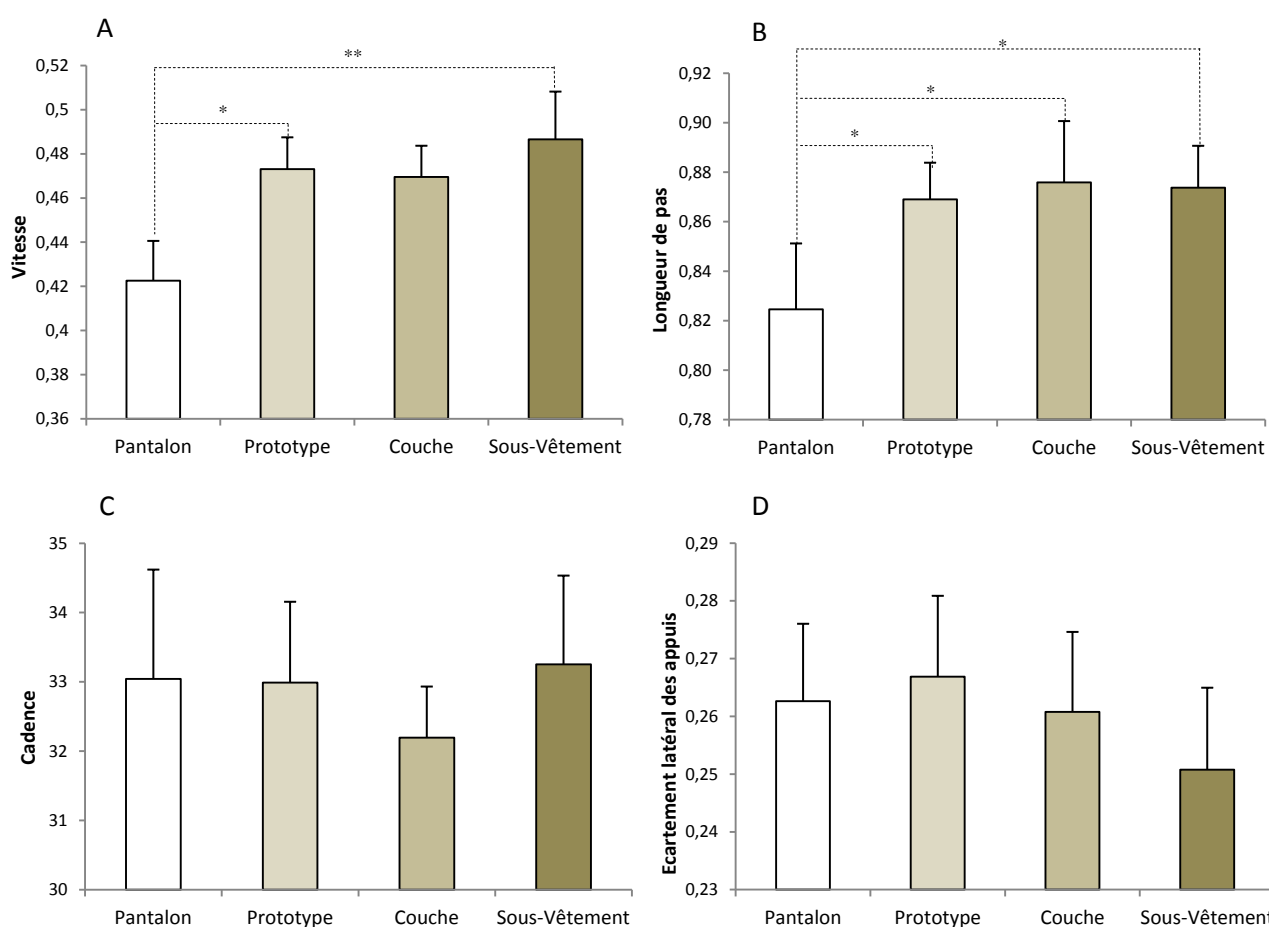 A
Vitesse
0,52
0,5
0,48
0,46
0,44
0,42
0,4
0,38
0,36
*
**
Pantalon Prototype Couche Sous-Vêtement
B
Longueur de pas
0,92
0,90
0,88
0,86
0,84
0,82
0,80
0,78
*
*
*
Pantalon Prototype Couche Sous-Vêtement
C
Cadence
35
34
33
32
31
30
Pantalon Prototype Couche Sous-Vêtement
D
Ecartement latéral des appuis
0,29
0,28
0,27
0,26
0,25
0,24
0,23
Pantalon Prototype Couche Sous-Vêtement